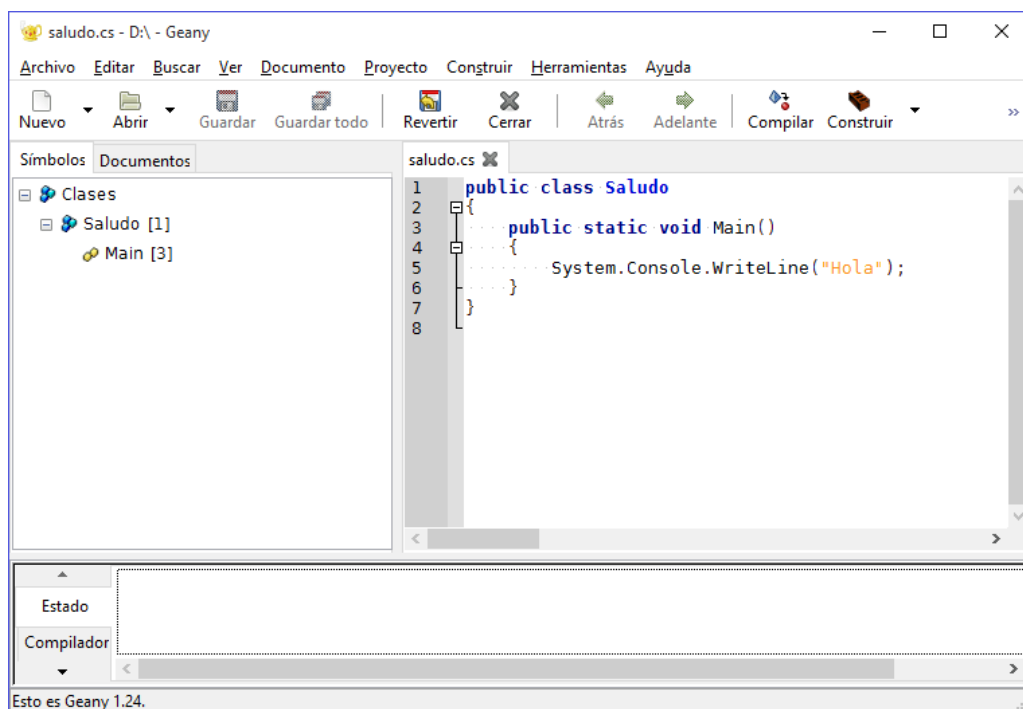 saludo.cs - D:\ - Geany
Archivo Editar Buscar Ver Documento Proyecto Construir Herramientas Ayuda
Nuevo Abrir Guardar Guardar todo Revertir Cerrar Atrás Adelante Compilar Construir »
Símbolos Documentos
Clases
Saludo [1]
Main [3]
saludo.cs
1 public class Saludo
2 {
3 public static void Main()
4 {
5 System.Console.WriteLine("Hola");
6 }
7 }
8
Estado
Compilador
Esto es Geany 1.24.